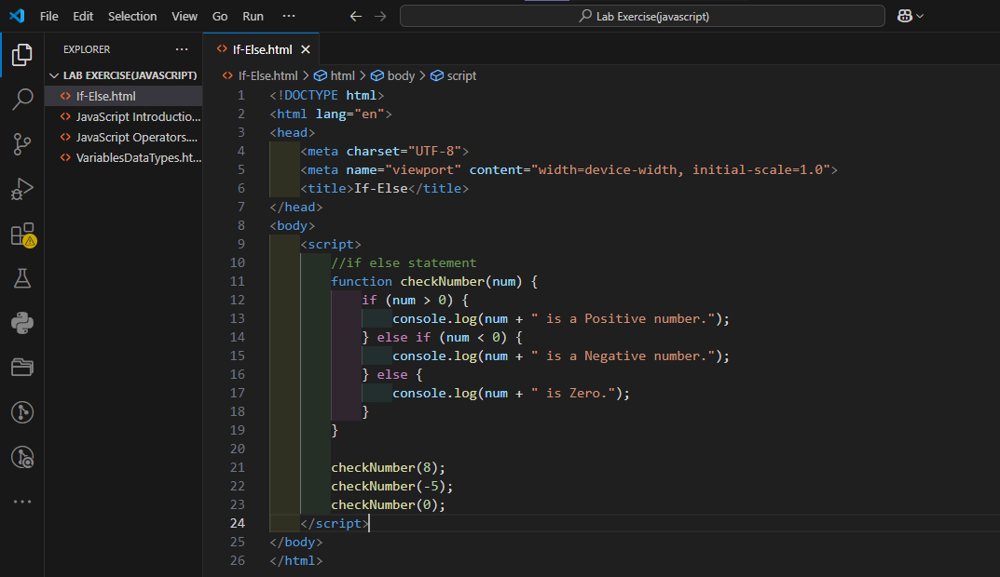 File Edit Selection View Go Run ...
Lab Exercise(javascript)
EXPLORER ...
LAB EXERCISE(JAVASCRIPT)
If-Else.html
JavaScript Introductio...
JavaScript Operators....
VariablesDataTypes.ht...
If-Else.html
If-Else.html > html > body > script
1 <!DOCTYPE html>
2 <html lang="en">
3 <head>
4     <meta charset="UTF-8">
5     <meta name="viewport" content="width=device-width, initial-scale=1.0">
6     <title>If-Else</title>
7 </head>
8 <body>
9     <script>
10         //if else statement
11         function checkNumber(num) {
12             if (num > 0) {
13                 console.log(num + " is a Positive number.");
14             } else if (num < 0) {
15                 console.log(num + " is a Negative number.");
16             } else {
17                 console.log(num + " is Zero.");
18             }
19         }
20
21         checkNumber(8);
22         checkNumber(-5);
23         checkNumber(0);
24     </script>
25 </body>
26 </html>